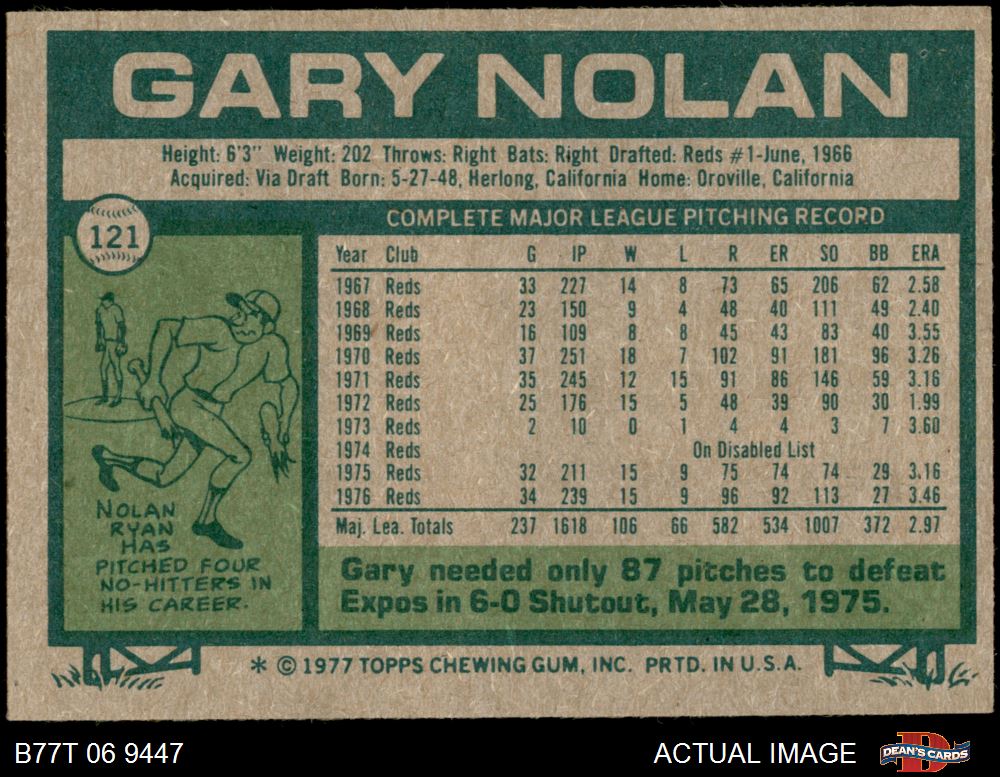 GARY NOLAN
Height: 6'3" Weight: 202 Throws: Right Bats: Right Drafted: Reds #1-June, 1966
Acquired: Via Draft Born: 5-27-48, Herlong, California Home: Oroville, California
121
COMPLETE MAJOR LEAGUE PITCHING RECORD
Year Club G IP W L R ER SO BB ERA
1967 Reds 33 227 14 8 73 65 206 62 2.58
1968 Reds 23 150 9 4 48 40 111 49 2.40
1969 Reds 16 109 8 8 45 43 83 40 3.55
1970 Reds 37 251 18 7 102 91 181 96 3.26
1971 Reds 35 245 12 15 91 86 146 59 3.16
1972 Reds 25 176 15 5 48 39 90 30 1.99
1973 Reds 2 10 0 1 4 4 3 7 3.60
1974 Reds On Disabled List
1975 Reds 32 211 15 9 75 74 74 29 3.16
1976 Reds 34 239 15 9 96 92 113 27 3.46
Maj. Lea. Totals 237 1618 106 66 582 534 1007 372 2.97
NOLAN
RYAN
HAS
PITCHED FOUR
NO-HITTERS IN
HIS CAREER.
Gary needed only 87 pitches to defeat
Expos in 6-0 Shutout, May 28, 1975.
* © 1977 TOPPS CHEWING GUM, INC. PRTD. IN U.S.A.
B77T 06 9447
ACTUAL IMAGE
D
DEAN'S CARDS